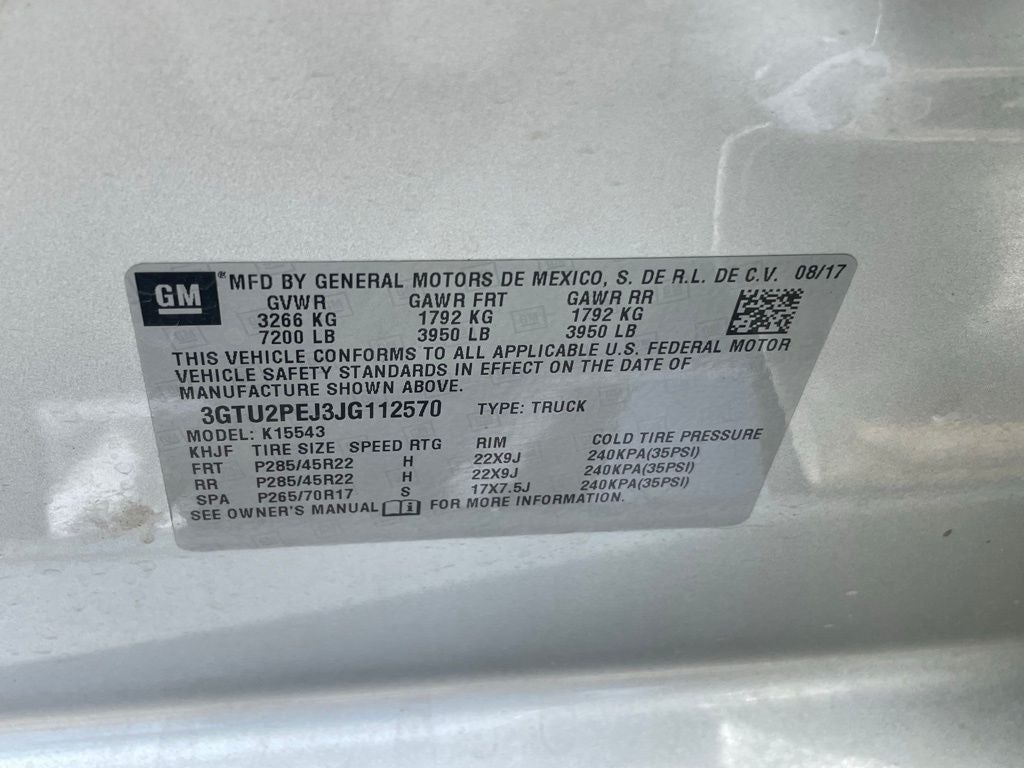 GM ® MFD BY GENERAL MOTORS DE MEXICO, S. DE R.L. DE C.V. 08/17
GVWR GAWR FRT GAWR RR
3266 KG 1792 KG 1792 KG
7200 LB 3950 LB 3950 LB
THIS VEHICLE CONFORMS TO ALL APPLICABLE U.S. FEDERAL MOTOR
VEHICLE SAFETY STANDARDS IN EFFECT ON THE DATE OF
MANUFACTURE SHOWN ABOVE.
3GTU2PEJ3JG112570 TYPE: TRUCK
MODEL: K15543
KHJF TIRE SIZE SPEED RTG RIM COLD TIRE PRESSURE
FRT P285/45R22 H 22X9J 240KPA(35PSI)
RR P285/45R22 H 22X9J 240KPA(35PSI)
SPA P265/70R17 S 17X7.5J 240KPA(35PSI)
SEE OWNER'S MANUAL i FOR MORE INFORMATION.